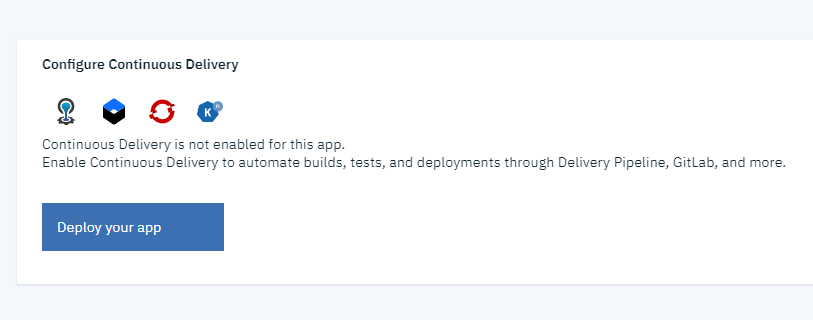 Configure Continuous Delivery
K
Continuous Delivery is not enabled for this app.
Enable Continuous Delivery to automate builds, tests, and deployments through Delivery Pipeline, GitLab, and more.
Deploy your app